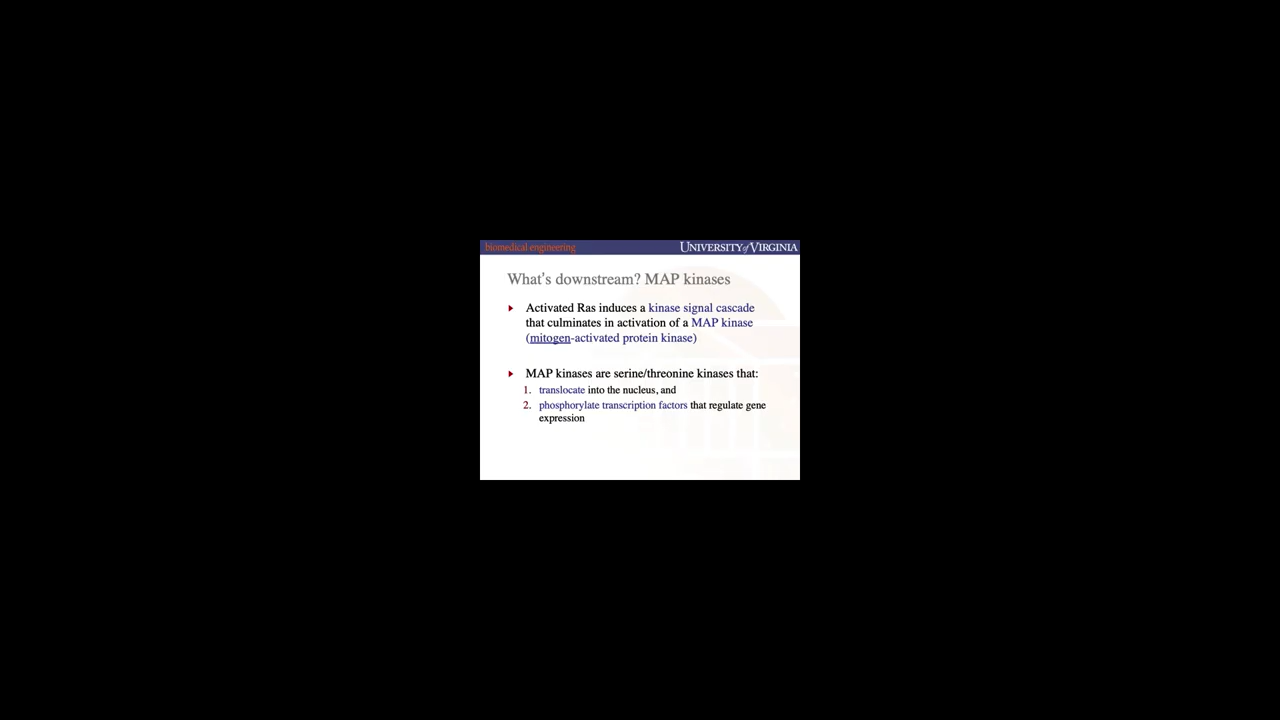 biomedical engineering
UNIVERSITY of VIRGINIA
What's downstream? MAP kinases
Activated Ras induces a kinase signal cascade
that culminates in activation of a MAP kinase
(mitogen-activated protein kinase)
MAP kinases are serine/threonine kinases that:
1. translocate into the nucleus, and
2. phosphorylate transcription factors that regulate gene
expression